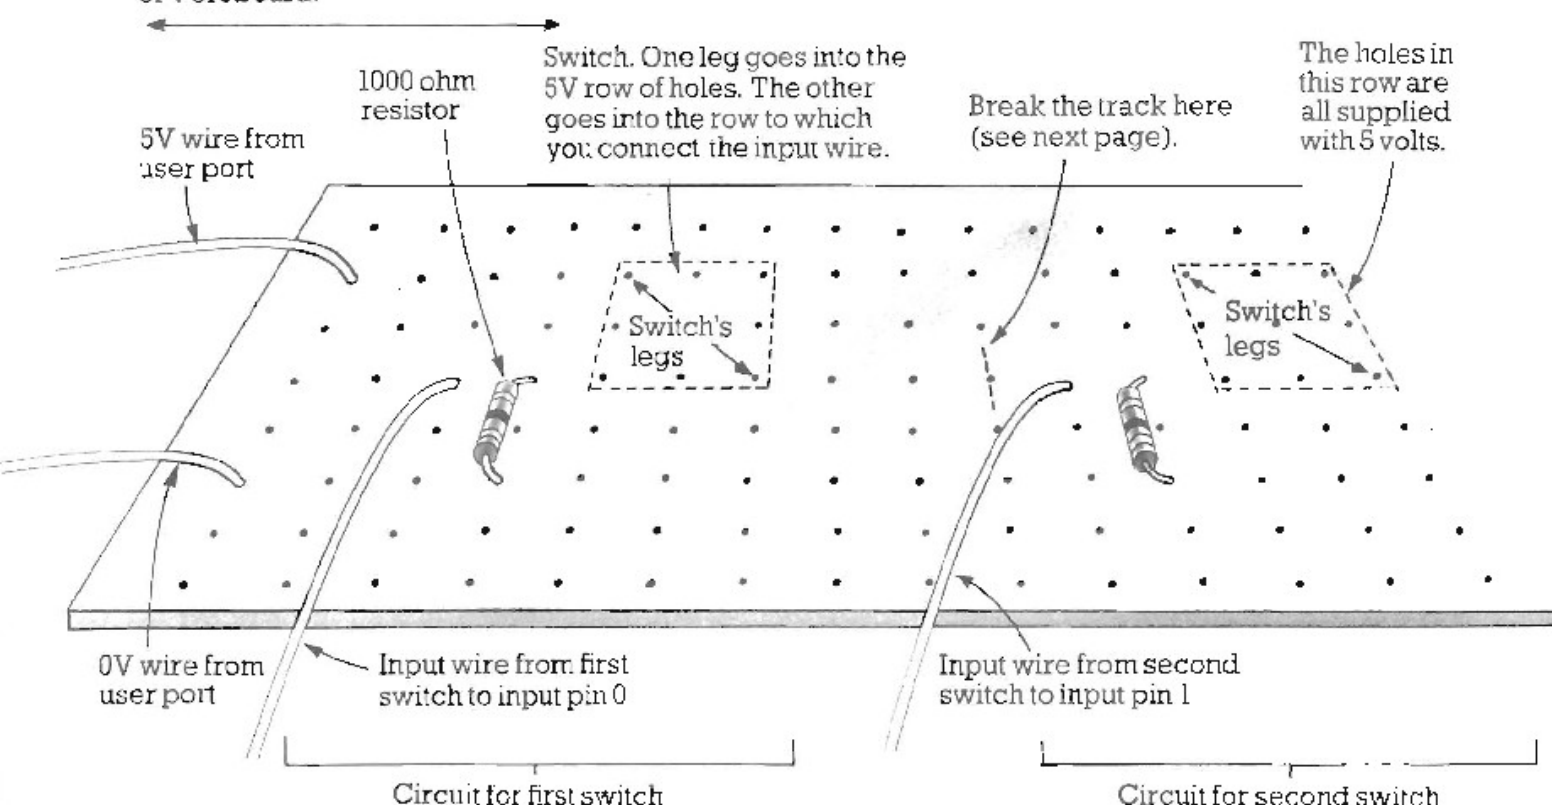 1000 ohm
resistor
Switch. One leg goes into the
5V row of holes. The other
goes into the row to which
you connect the input wire.
Break the track here
(see next page).
The holes in
this row are
all supplied
with 5 volts.
5V wire from
user port
Switch's
legs
Switch's
legs
0V wire from
user port
Input wire from first
switch to input pin 0
Input wire from second
switch to input pin 1
Circuit for first switch
Circuit for second switch